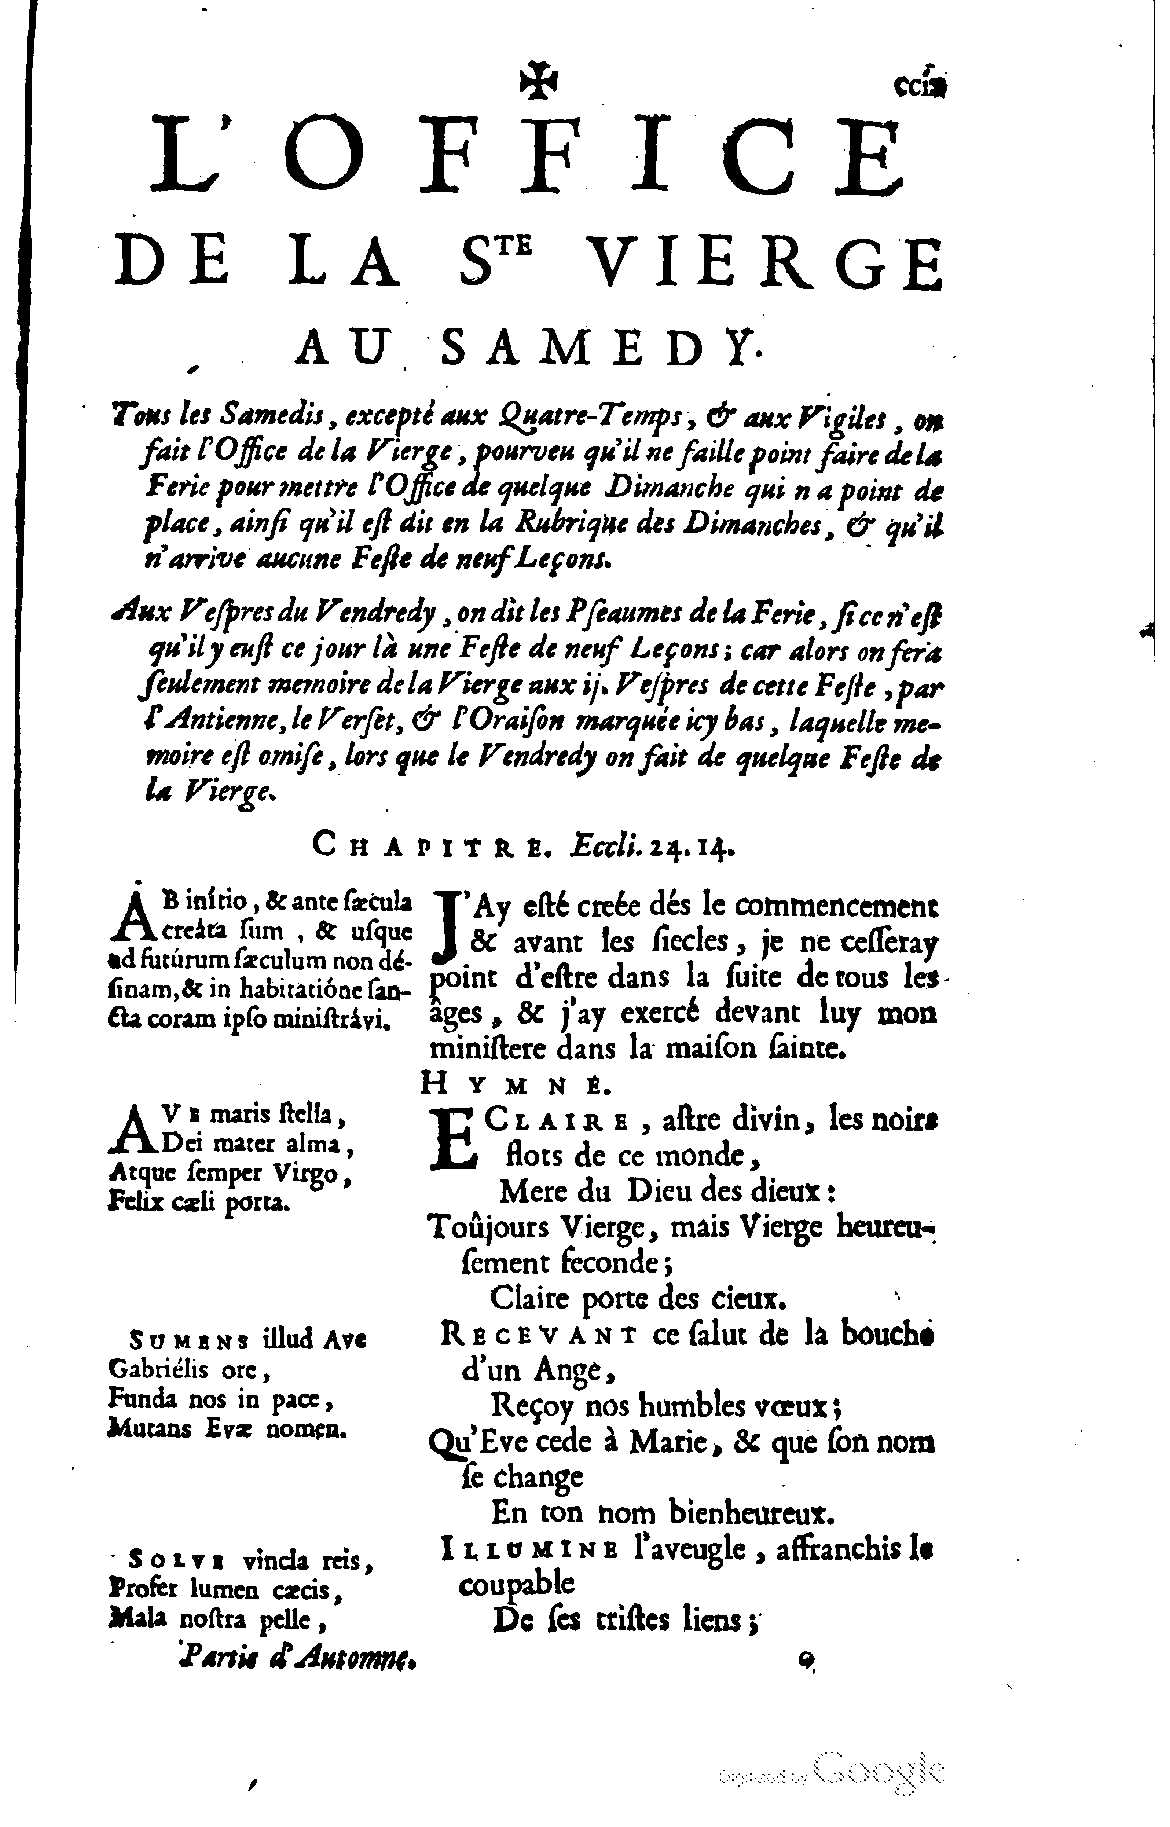 L'OFFICE
DE LA STE VIERGE
AU SAMEDY.
Tous les Samedis, excepté aux Quatre-Temps, & aux Vigiles, on
fait l'Office de la Vierge, pourveu qu'il ne faille point faire de la
Ferie pour mettre l'Office de quelque Dimanche qui n a point de
place, ainſi qu'il eſt dit en la Rubrique des Dimanches, & qu'il
n'arrive aucune Feſte de neuf Leçons.
Aux Veſpres du Vendredy, on dit les Pſeaumes de la Ferie, ſi ce n'eſt
qu'il y euſt ce jour là une Feſte de neuf Leçons; car alors on fera
ſeulement memoire de la Vierge aux ij. Veſpres de cette Feſte, par
l'Antienne, le Verſet, & l'Oraiſon marquée icy bas, laquelle me-
moire eſt omiſe, lors que le Vendredy on fait de quelque Feſte de
la Vierge.
CHAPITRE. Eccli. 24. 14.
AB inítio, & ante ſæcula
creáta ſum, & uſque
ad futúrum ſæculum non dé-
ſinam, & in habitatióne ſan-
cta coram ipſo miniſtrávi.
J'Ay eſté creée dés le commencement
& avant les ſiecles, je ne ceſſeray
point d'eſtre dans la ſuite de tous les
âges, & j'ay exercé devant luy mon
miniſtere dans la maiſon ſainte.
HYMNE.
AVE maris ſtella,
Dei mater alma,
Atque ſemper Virgo,
Felix cæli porta.
ECLAIRE, aſtre divin, les noirs
flots de ce monde,
Mere du Dieu des dieux:
Toûjours Vierge, mais Vierge heureu-
ſement feconde;
Claire porte des cieux.
SUMENS illud Ave
Gabriélis ore,
Funda nos in pace,
Mutans Evæ nomen.
RECEVANT ce ſalut de la bouche
d'un Ange,
Reçoy nos humbles vœux;
Qu'Eve cede à Marie, & que ſon nom
ſe change
En ton nom bienheureux.
SOLVE vincla reis,
Profer lumen cæcis,
Mala noſtra pelle,
ILLUMINE l'aveugle, affranchis le
coupable
De ſes triſtes liens;
Partie d'Automne.
Digitized by Google